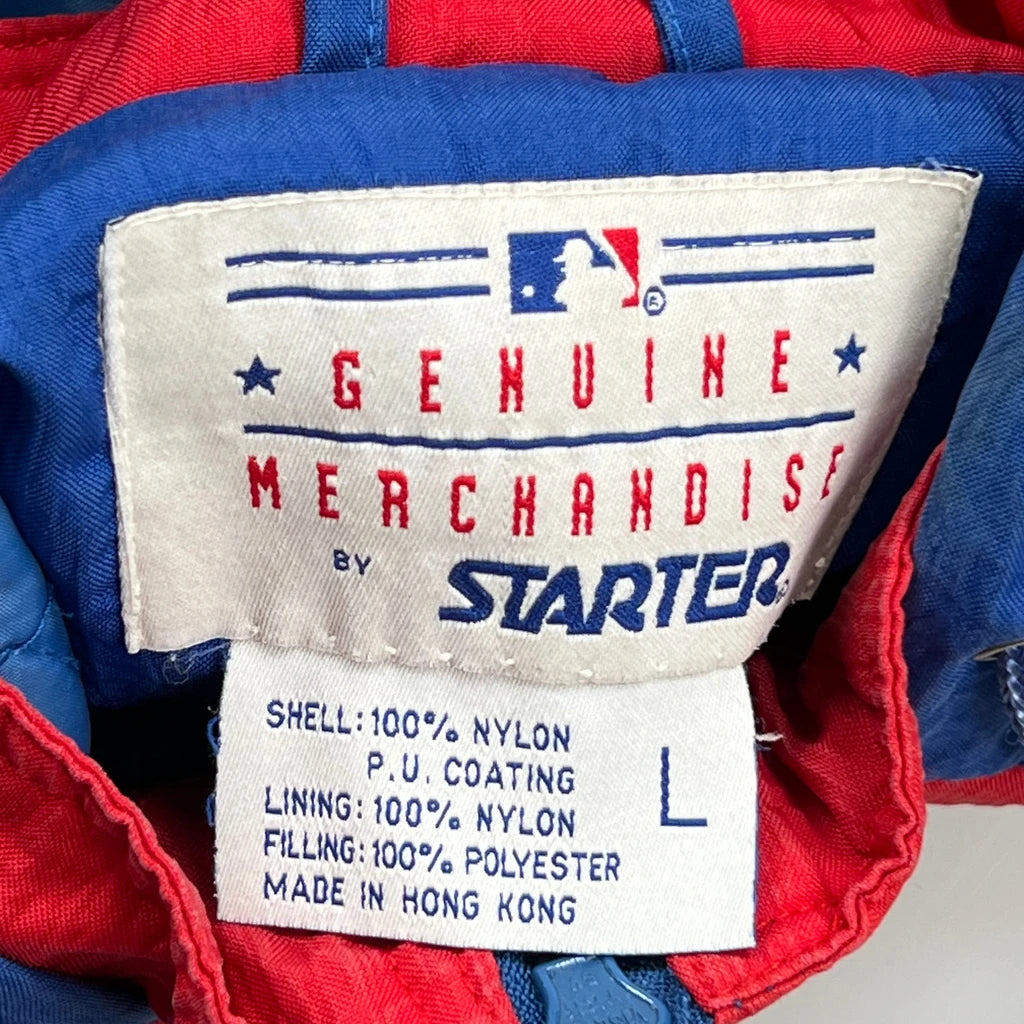 ®
GENUINE
MERCHANDISE
BY STARTER
SHELL: 100% NYLON
P.U. COATING
LINING: 100% NYLON
FILLING: 100% POLYESTER
MADE IN HONG KONG
L